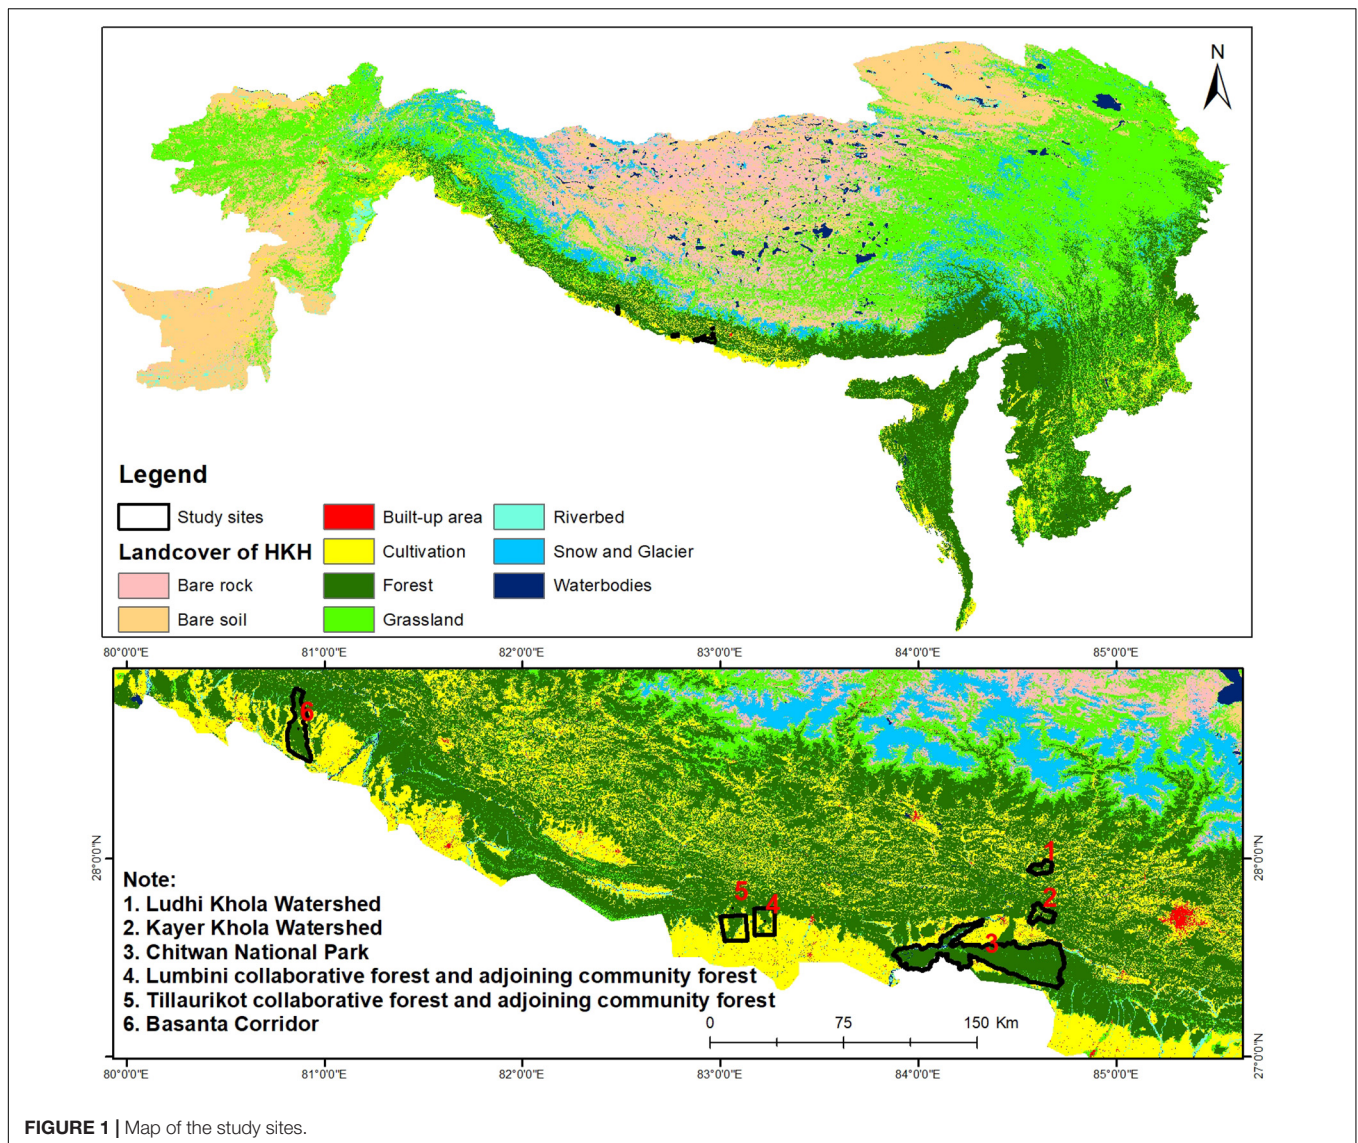 N
Legend
Study sites
Built-up area
Riverbed
Landcover of HKH
Cultivation
Snow and Glacier
Bare rock
Forest
Waterbodies
Bare soil
Grassland
80°0'0"E 81°0'0"E 82°0'0"E 83°0'0"E 84°0'0"E 85°0'0"E
6
1
5
4
2
3
28°0'0"N
28°0'0"N
Note:
1. Ludhi Khola Watershed
2. Kayer Khola Watershed
3. Chitwan National Park
4. Lumbini collaborative forest and adjoining community forest
5. Tillaurikot collaborative forest and adjoining community forest
6. Basanta Corridor
0 75 150 Km
27°0'0"N
80°0'0"E 81°0'0"E 82°0'0"E 83°0'0"E 84°0'0"E 85°0'0"E
FIGURE 1 | Map of the study sites.